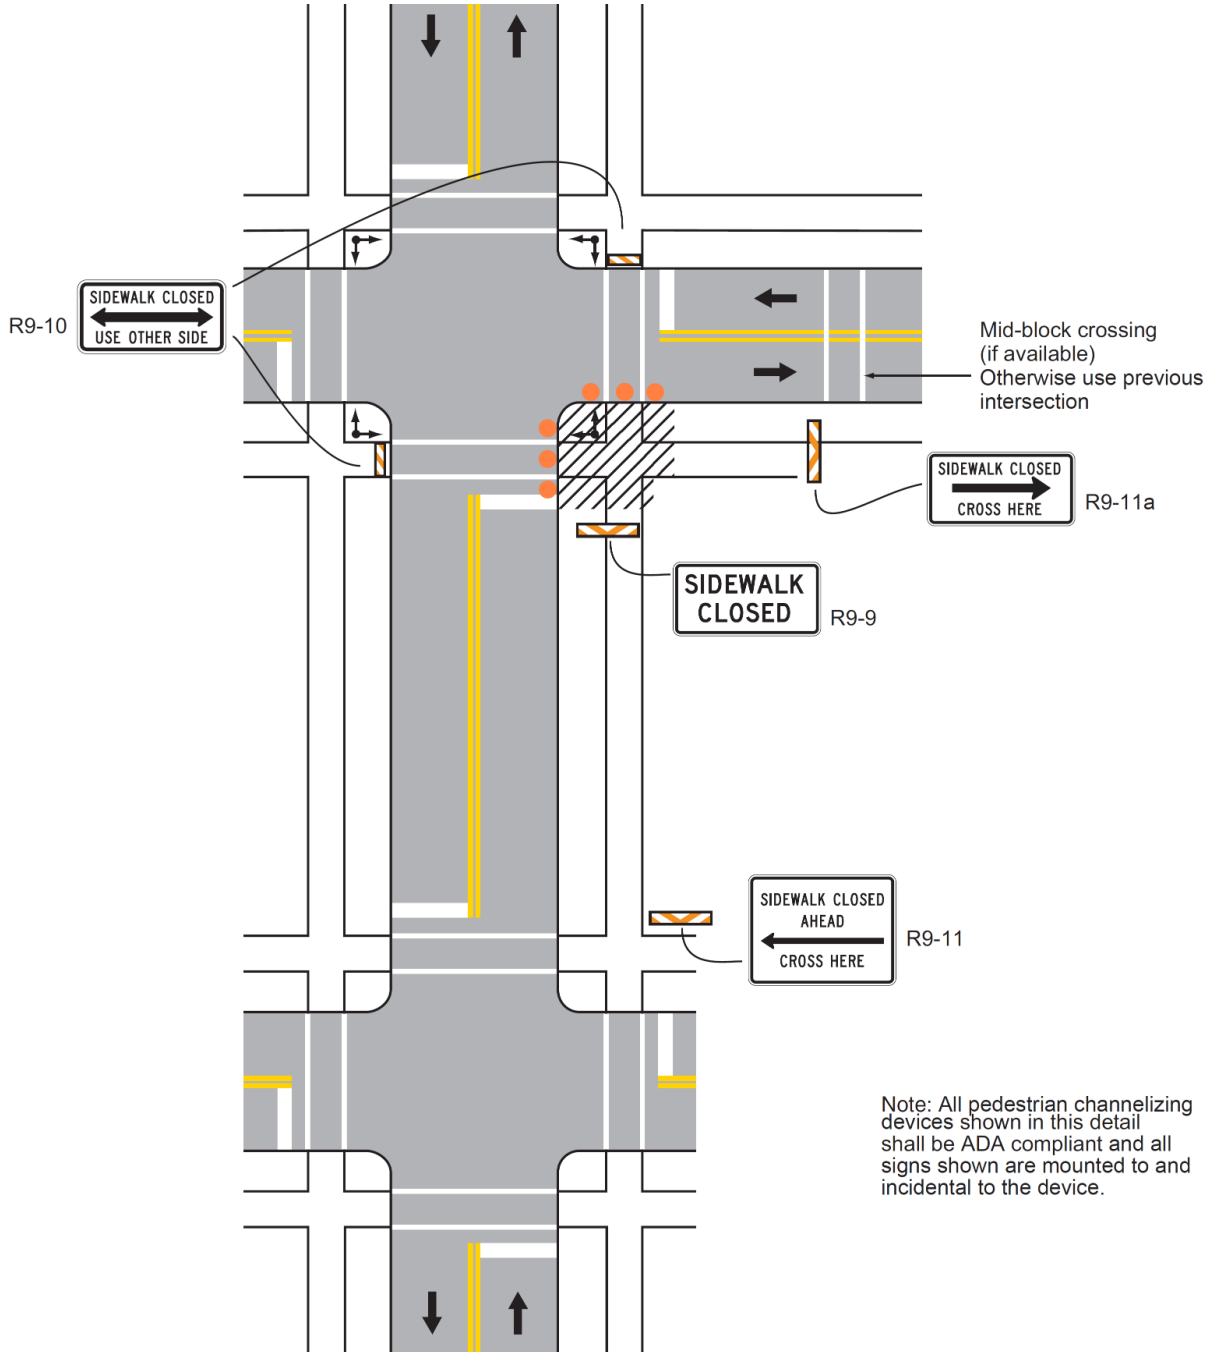 R9-10
SIDEWALK CLOSED
USE OTHER SIDE
Mid-block crossing
(if available)
Otherwise use previous
intersection
SIDEWALK CLOSED
CROSS HERE
R9-11a
SIDEWALK
CLOSED
R9-9
SIDEWALK CLOSED
AHEAD
CROSS HERE
R9-11
Note: All pedestrian channelizing
devices shown in this detail
shall be ADA compliant and all
signs shown are mounted to and
incidental to the device.